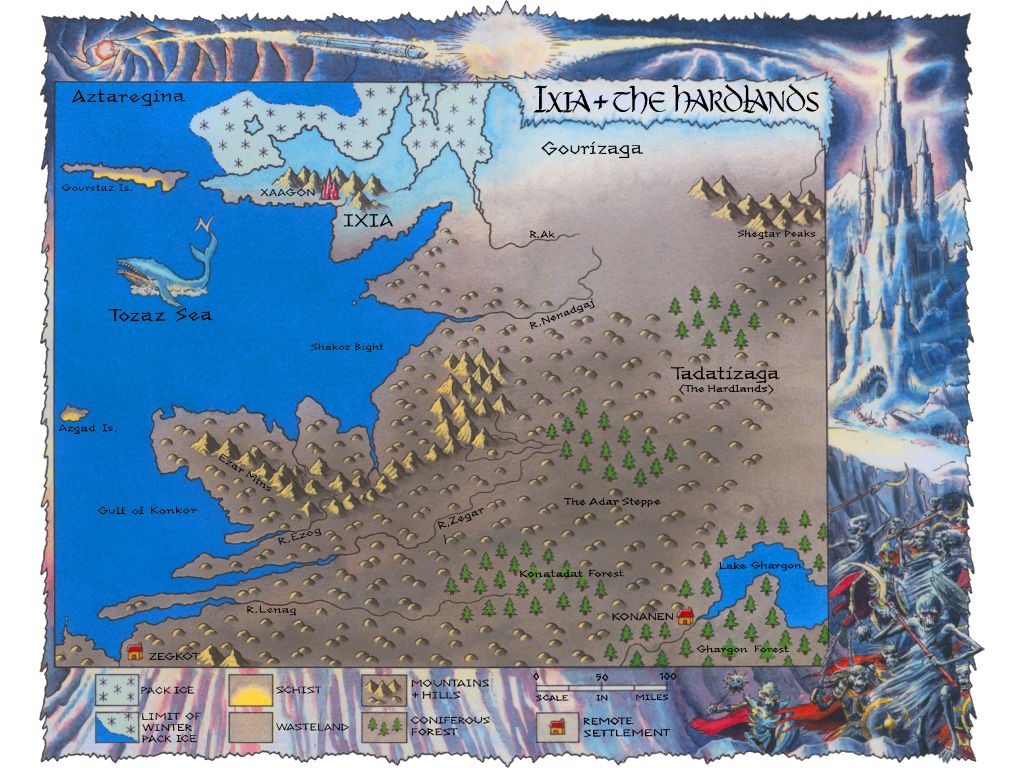 IXIA + THE HARDLANDS
Aztaregina
Gourízaga
Gourstaz Is.
XAAGON
IXIA
R.Ak
Shegtar Peaks
Tozaz Sea
R.Nenadgaj
Shakoz Bight
Tadatízaga
(The Hardlands)
Azgad Is.
Ezar Mtns
The Adar Steppe
Gulf of Konkor
R.Zegar
R.Ezog
Lake Ghargon
Konatadat Forest
R.Lenag
KONANEN
Ghargon Forest
ZEGKOT
PACK ICE
SCHIST
MOUNTAINS
+ HILLS
0 50 100
SCALE IN MILES
LIMIT OF
WINTER
PACK ICE
WASTELAND
CONIFEROUS
FOREST
REMOTE
SETTLEMENT